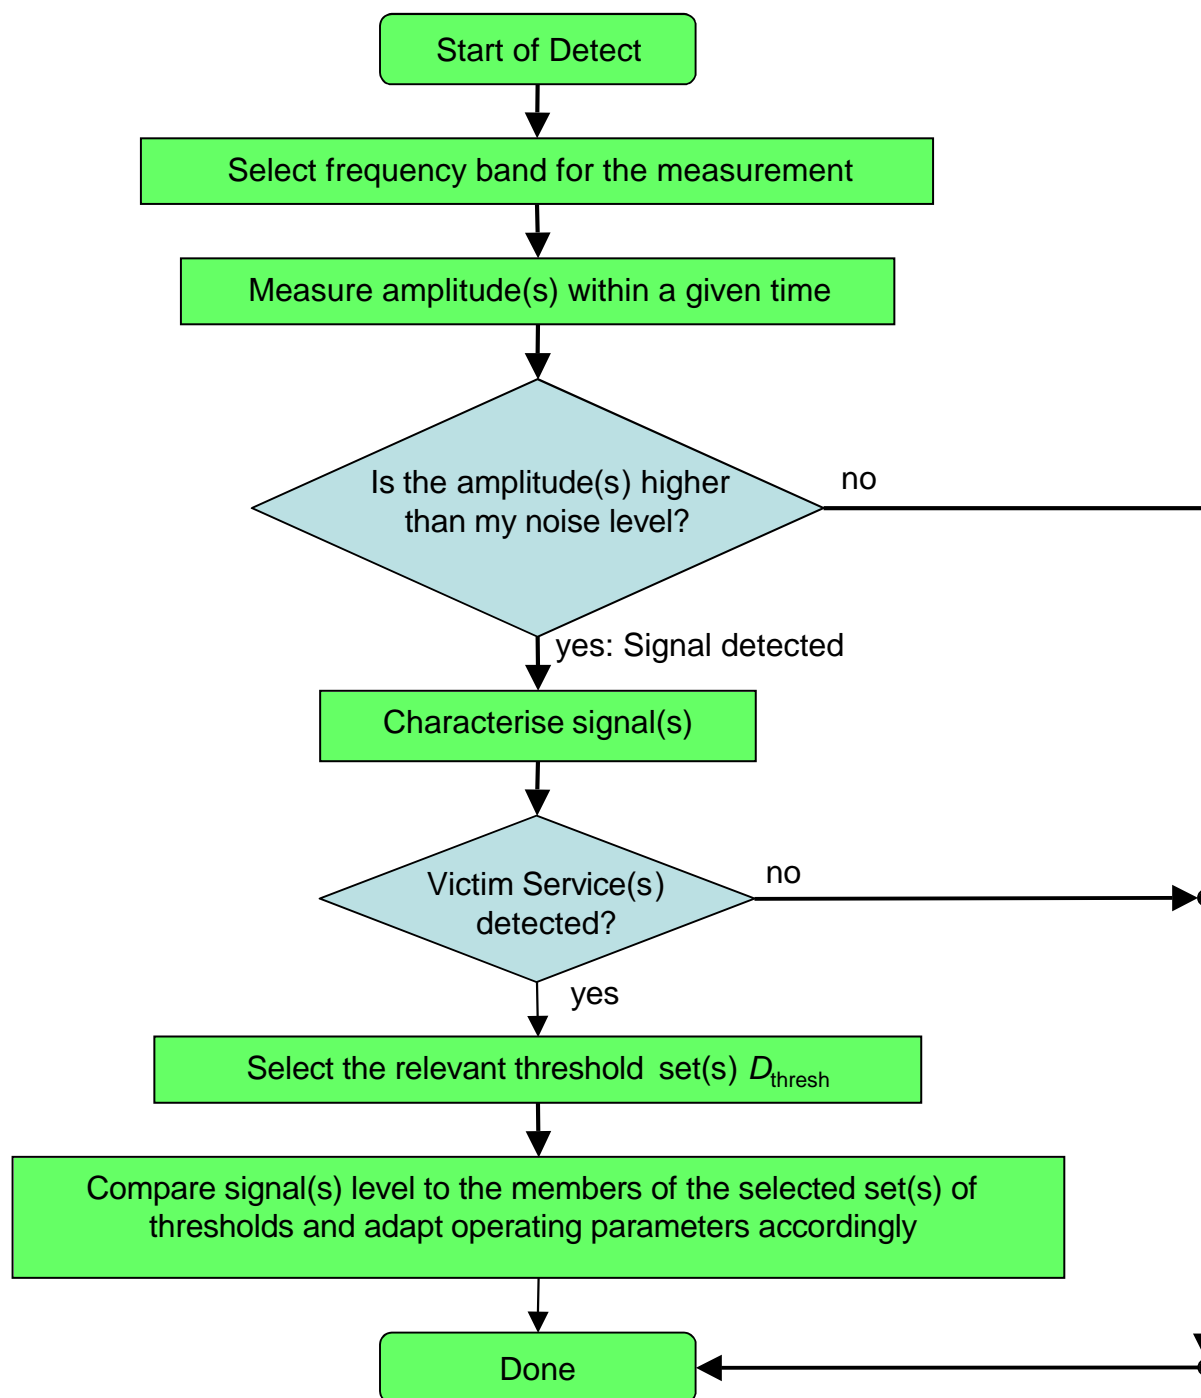 Start of Detect
Select frequency band for the measurement
Measure amplitude(s) within a given time
Is the amplitude(s) higher
than my noise level?
no
yes: Signal detected
Characterise signal(s)
Victim Service(s)
detected?
no
yes
Select the relevant threshold set(s) Dthresh
Compare signal(s) level to the members of the selected set(s) of
thresholds and adapt operating parameters accordingly
Done